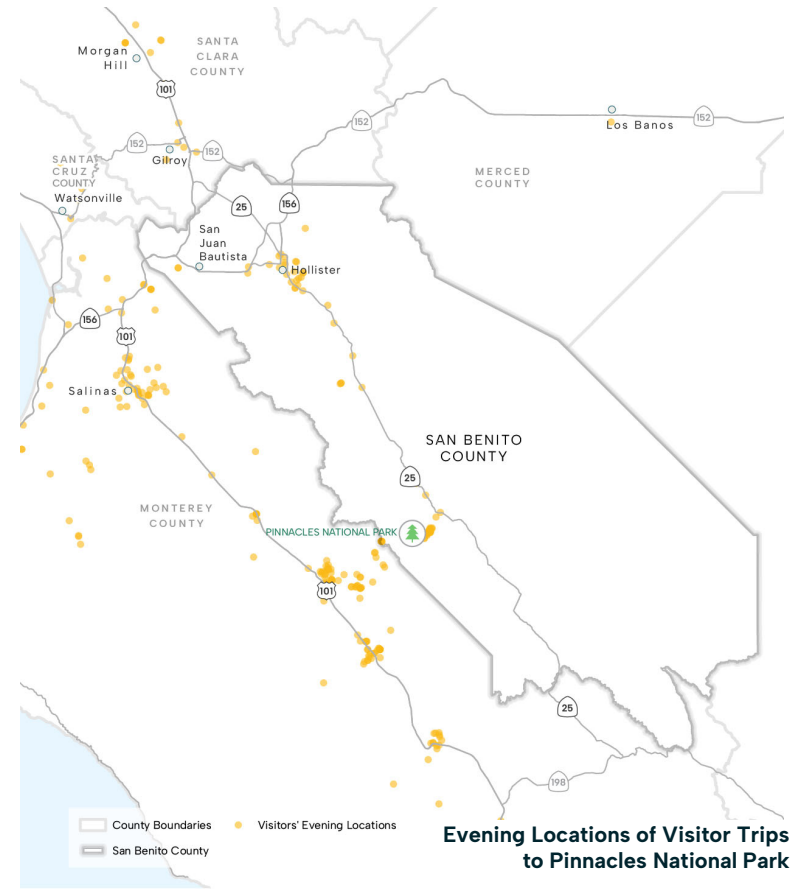 SANTA
CLARA
COUNTY
Morgan
Hill
101
152
152
Los Banos
152
Gilroy
152
SANTA
CRUZ
COUNTY
MERCED
COUNTY
Watsonville
25
156
San
Juan
Bautista
Hollister
156
101
Salinas
SAN BENITO
COUNTY
25
MONTEREY
COUNTY
PINNACLES NATIONAL PARK
101
25
198
County Boundaries
Visitors' Evening Locations
San Benito County
Evening Locations of Visitor Trips
to Pinnacles National Park